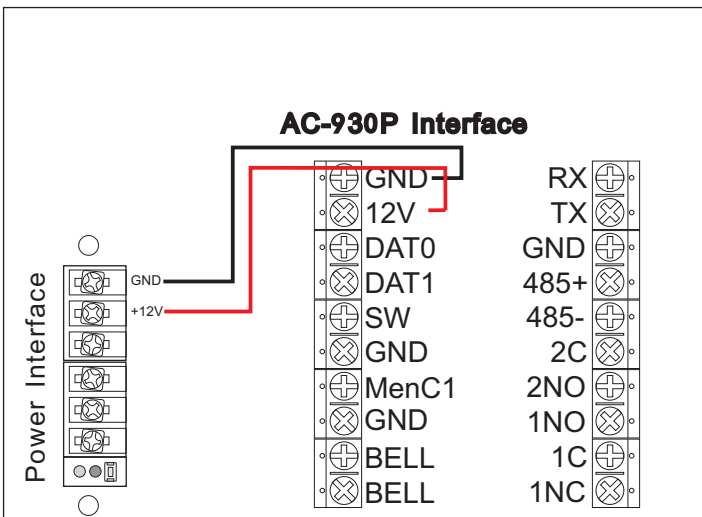 AC-930P Interface
GND
12V
DAT0
DAT1
SW
GND
MenC1
GND
BELL
BELL
RX
TX
GND
485+
485-
2C
2NO
1NO
1C
1NC
Power Interface
GND
+12V